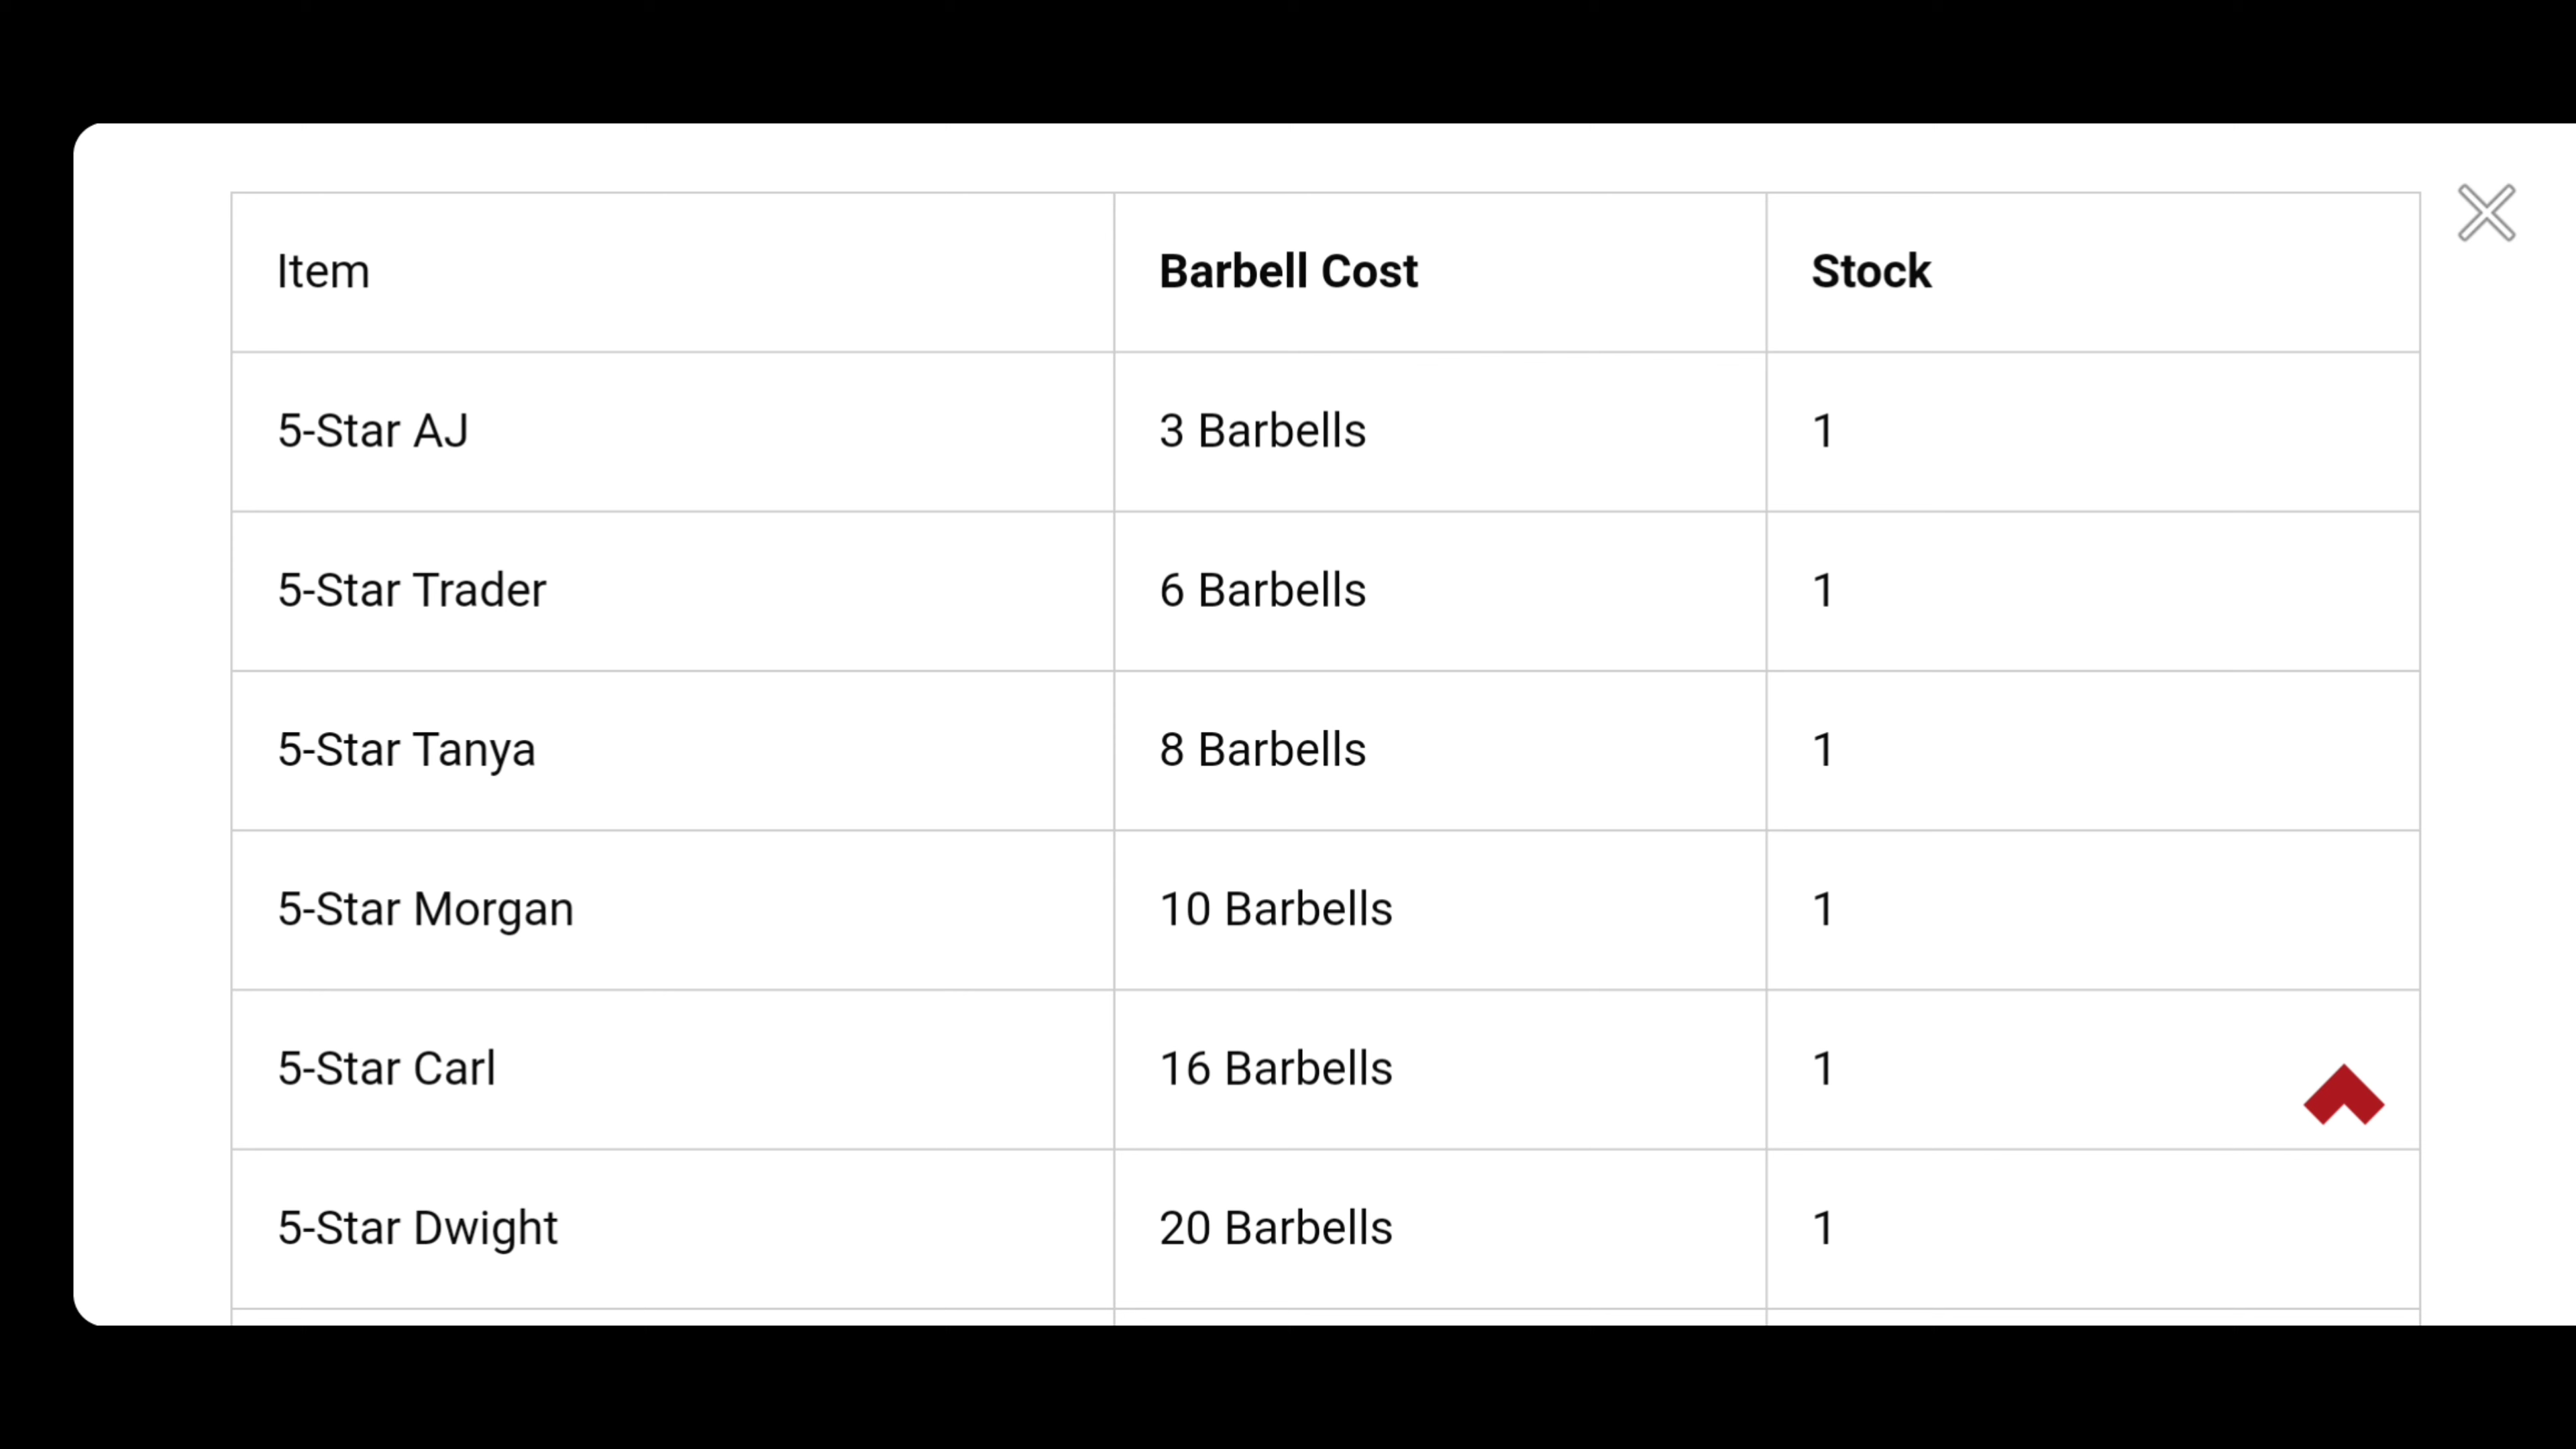 Item Barbell Cost Stock
5-Star AJ 3 Barbells 1
5-Star Trader 6 Barbells 1
5-Star Tanya 8 Barbells 1
5-Star Morgan 10 Barbells 1
5-Star Carl 16 Barbells 1
5-Star Dwight 20 Barbells 1